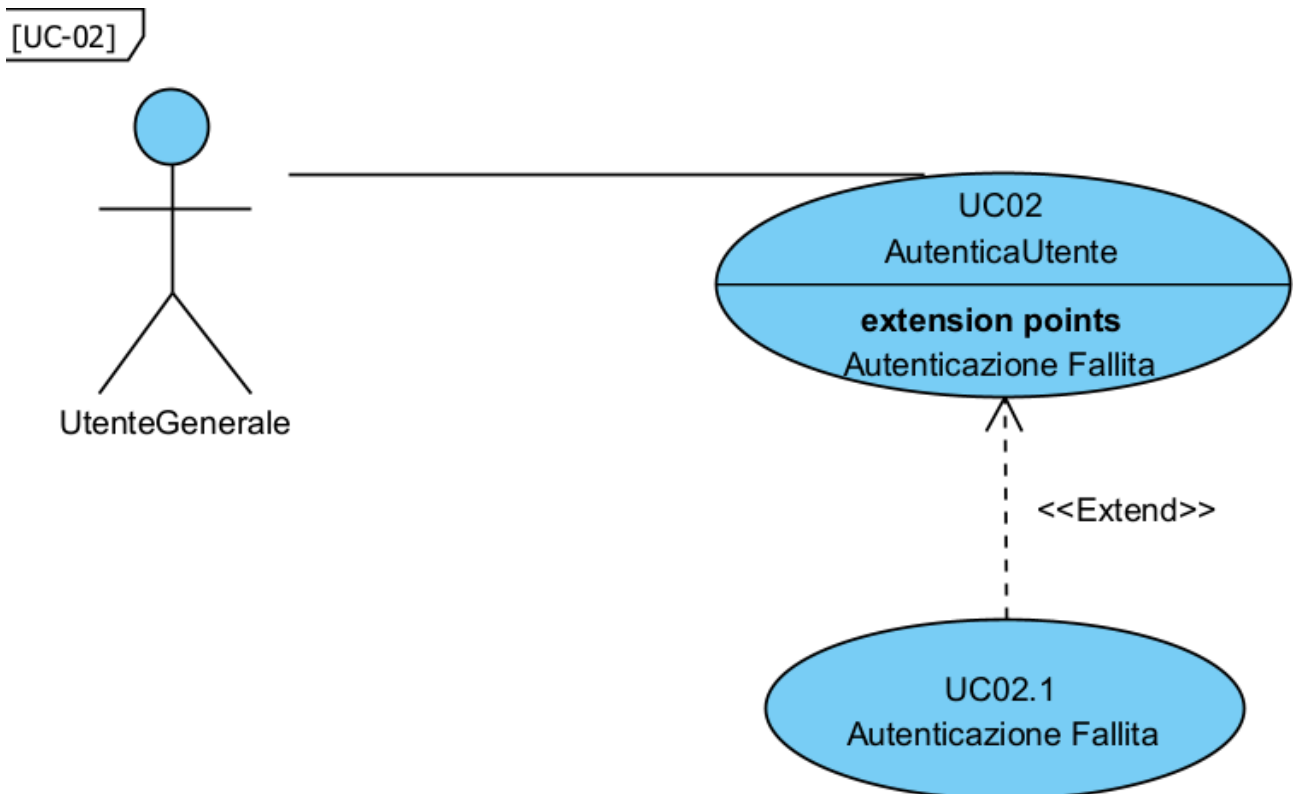 [UC-02]
UC02
AutenticaUtente
extension points
Autenticazione Fallita
UtenteGenerale
<<Extend>>
UC02.1
Autenticazione Fallita